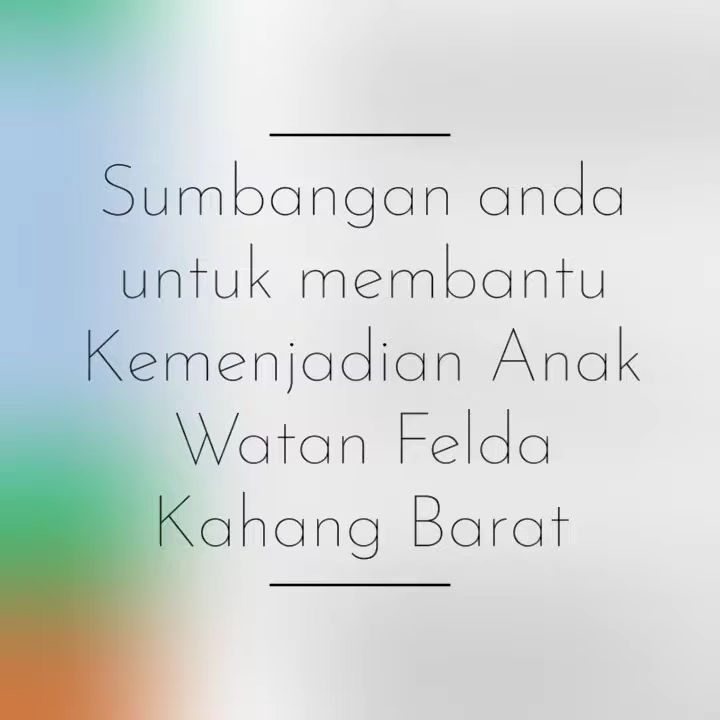 Sumbangan anda
untuk membantu
Kemenjadian Anak
Watan Felda
Kahang Barat